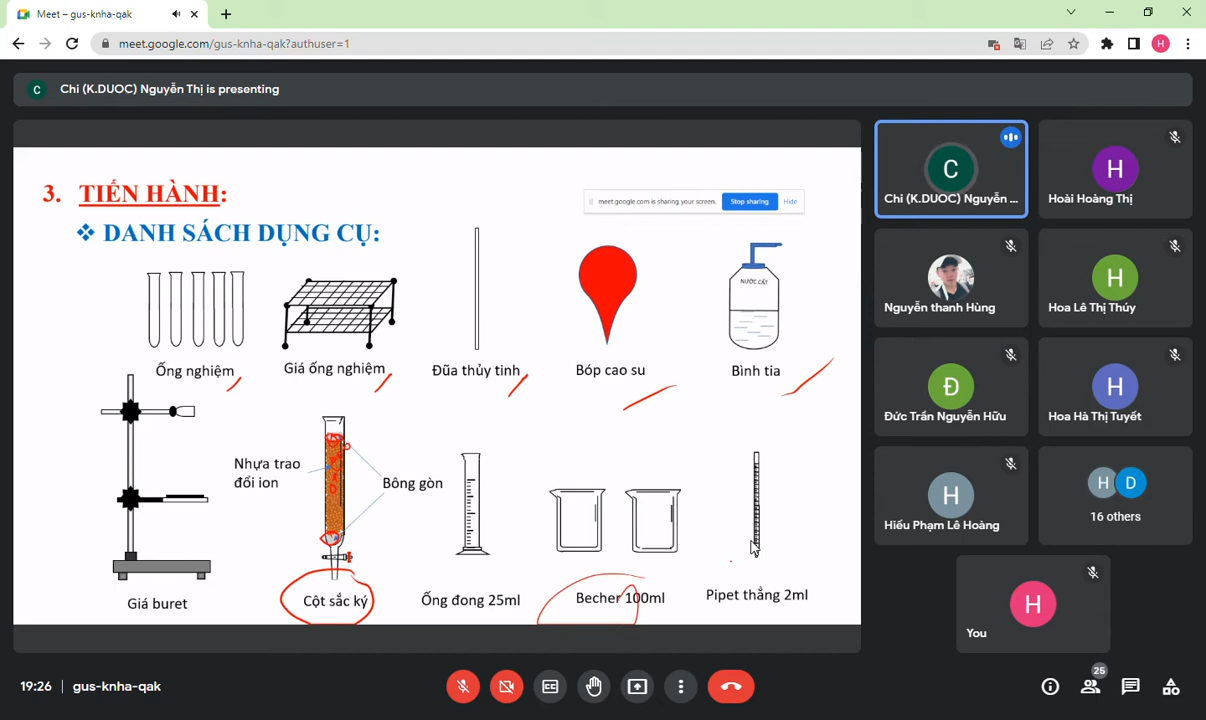 Meet – gus-knha-qak
meet.google.com/gus-knha-qak?authuser=1
H
C
Chi (K.DUOC) Nguyễn Thị is presenting
3. TIẾN HÀNH:
❖ DANH SÁCH DỤNG CỤ:
meet.google.com is sharing your screen.
Stop sharing
Hide
NƯỚC CẤT
Ống nghiệm
Giá ống nghiệm
Đũa thủy tinh
Bóp cao su
Bình tia
Nhựa trao
đổi ion
Bông gòn
Giá buret
Cột sắc ký
Ống đong 25ml
Becher 100ml
Pipet thẳng 2ml
C
Chi (K.DUOC) Nguyễn ...
H
Hoài Hoàng Thị
Nguyễn thanh Hùng
H
Hoa Lê Thị Thúy
Đ
Đức Trần Nguyễn Hữu
H
Hoa Hà Thị Tuyết
H
Hiếu Phạm Lê Hoàng
H D
16 others
H
You
19:26 | gus-knha-qak
25